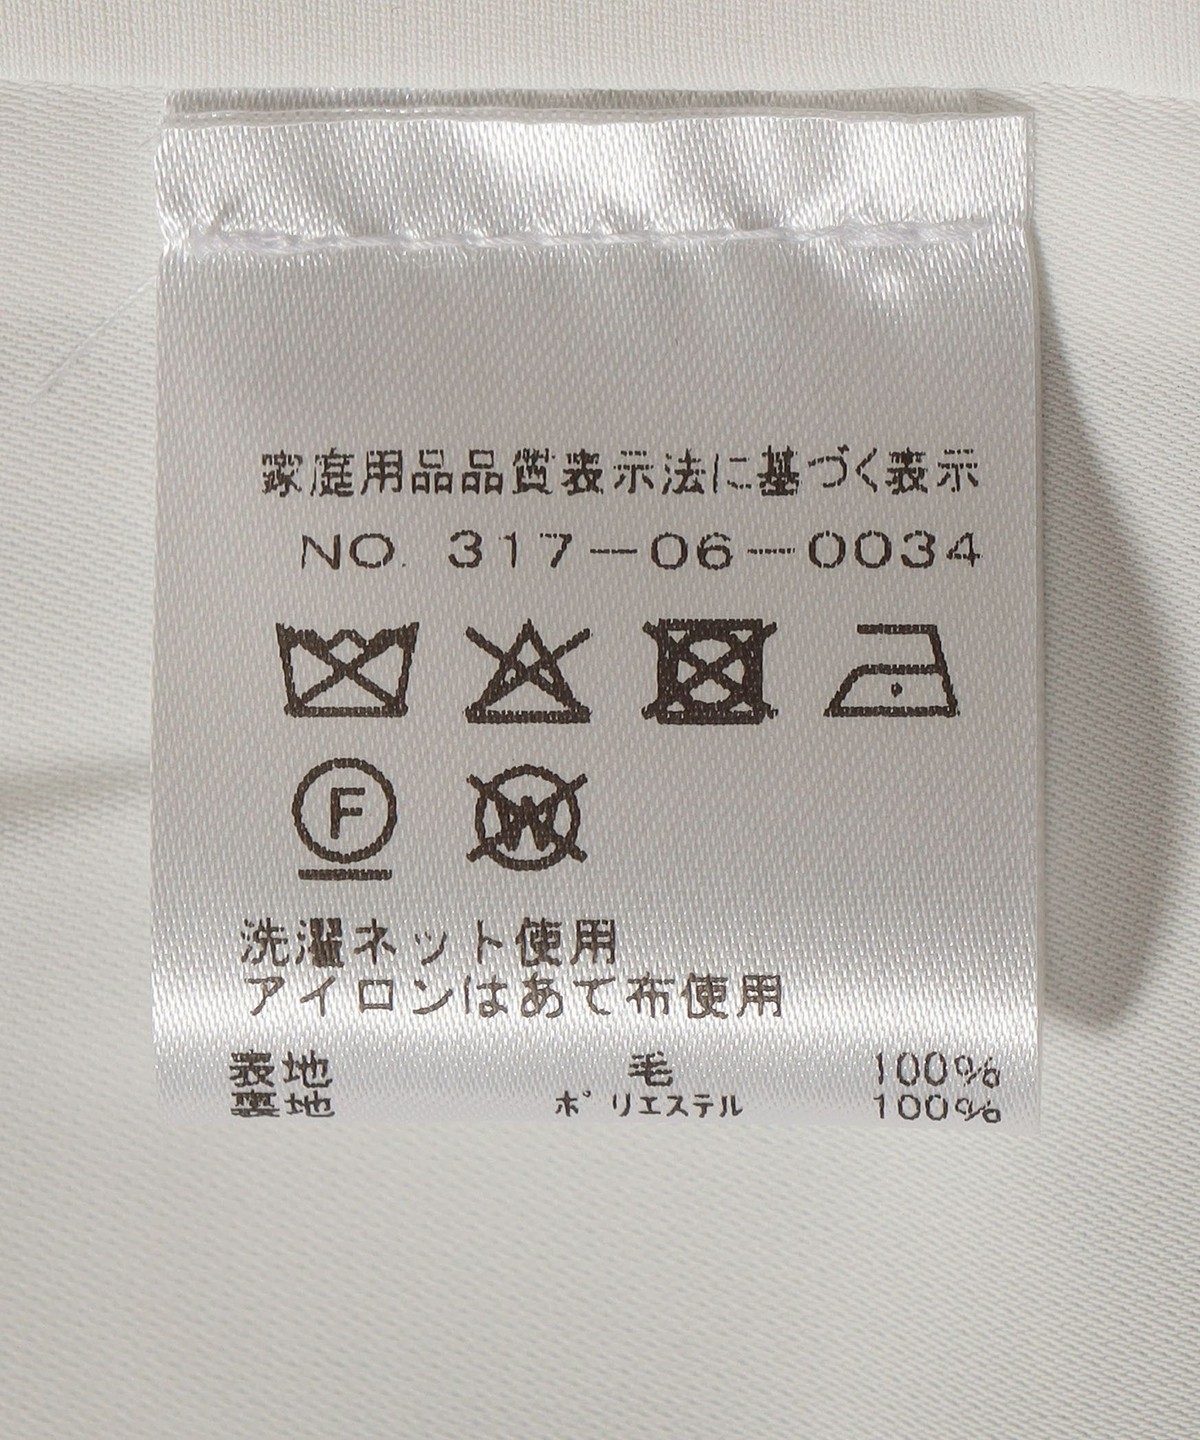 家庭用品品質表示法に基づく表示
NO. 317-06-0034
F
W
洗濯ネット使用
アイロンはあて布使用
表地 毛 100%
裏地 ポリエステル 100%